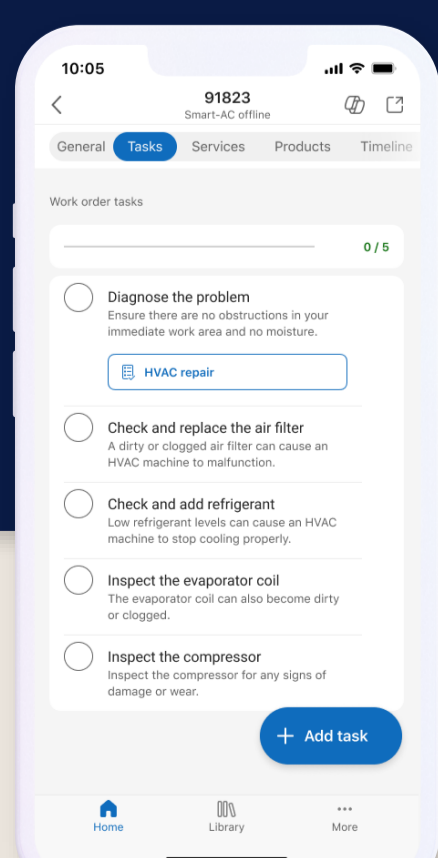 10:05
91823
Smart-AC offline
General Tasks Services Products Timeline
Work order tasks
0 / 5
Diagnose the problem
Ensure there are no obstructions in your
immediate work area and no moisture.
HVAC repair
Check and replace the air filter
A dirty or clogged air filter can cause an
HVAC machine to malfunction.
Check and add refrigerant
Low refrigerant levels can cause an HVAC
machine to stop cooling properly.
Inspect the evaporator coil
The evaporator coil can also become dirty
or clogged.
Inspect the compressor
Inspect the compressor for any signs of
damage or wear.
+ Add task
Home Library More